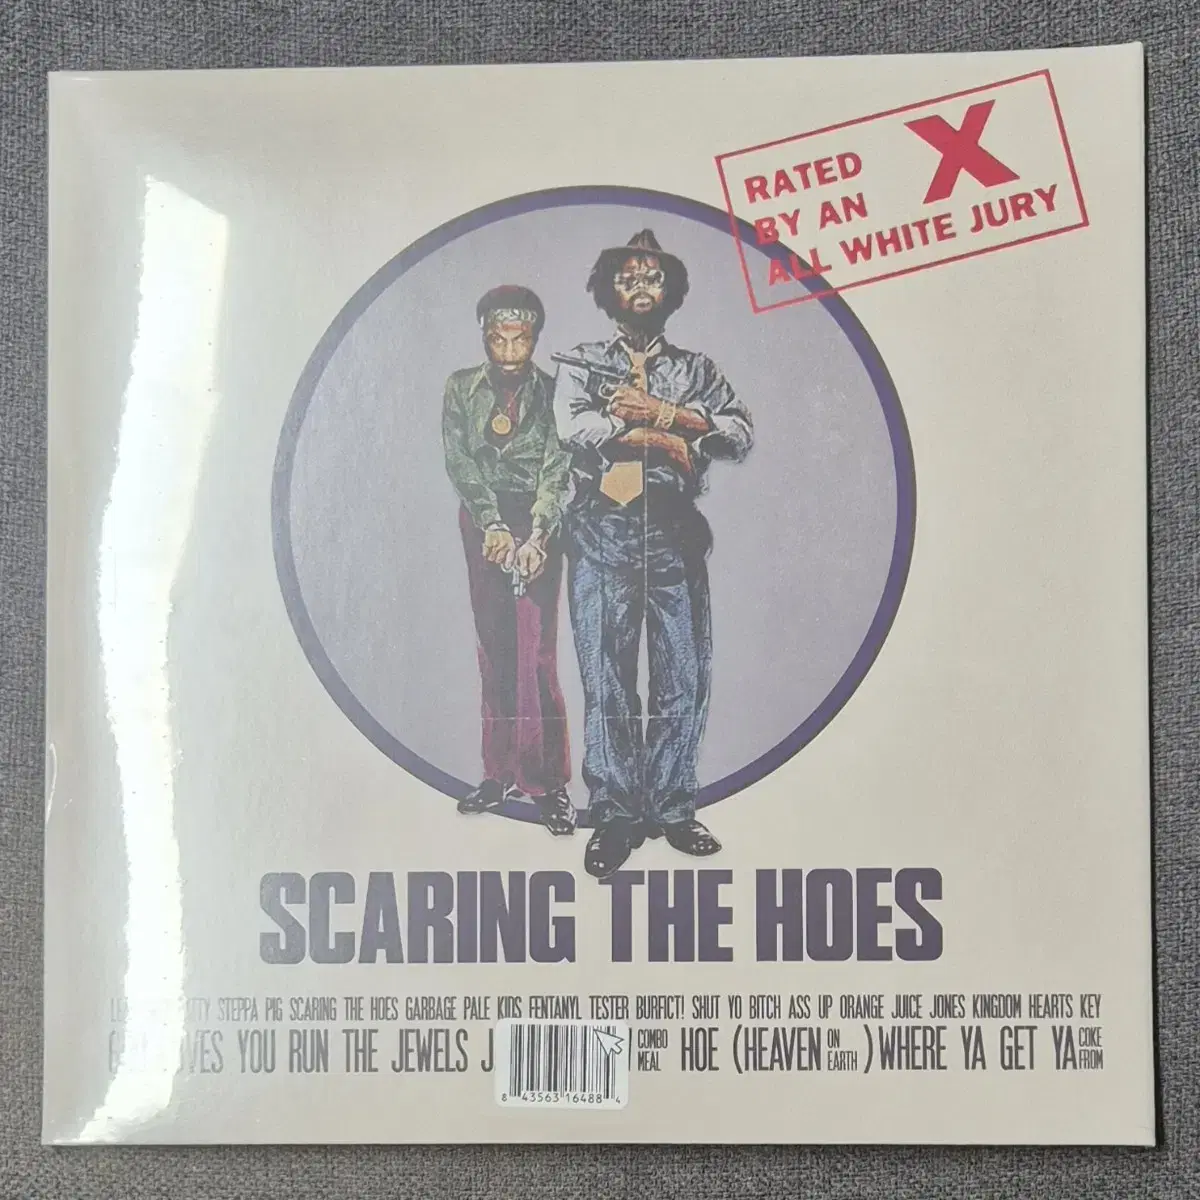 RATED X
BY AN
ALL WHITE JURY
SCARING THE HOES
STEPPA PIG SCARING THE HOES GARBAGE PALE KIDS FENTANYL TESTER BURFICT! SHUT YO BITCH ASS UP ORANGE JUICE JONES KINGDOM HEARTS KEY
YOU RUN THE JEWELS COMBO MEAL HOE (HEAVEN ON EARTH) WHERE YA GET YA COKE FROM
8 43563 16488 4